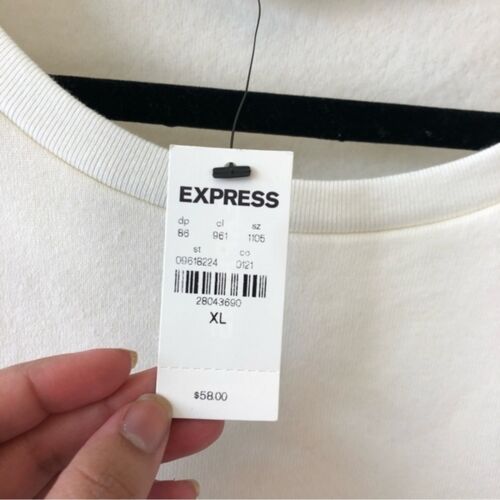 EXPRESS
dp cl sz
86 961 1105
st co
09618224 0121
28043690
XL
$58.00